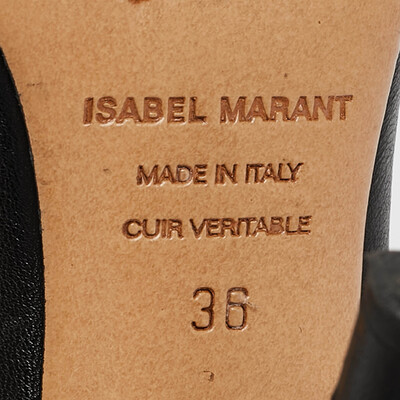 ISABEL MARANT
MADE IN ITALY
CUIR VERITABLE
36